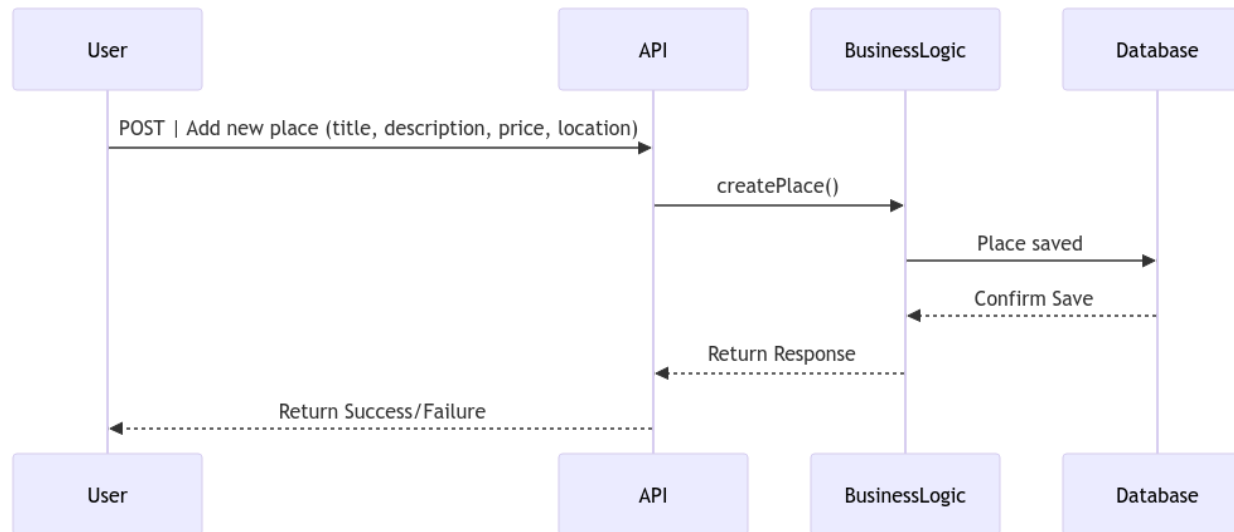 User API BusinessLogic Database
POST | Add new place (title, description, price, location)
createPlace()
Place saved
Confirm Save
Return Response
Return Success/Failure
User API BusinessLogic Database